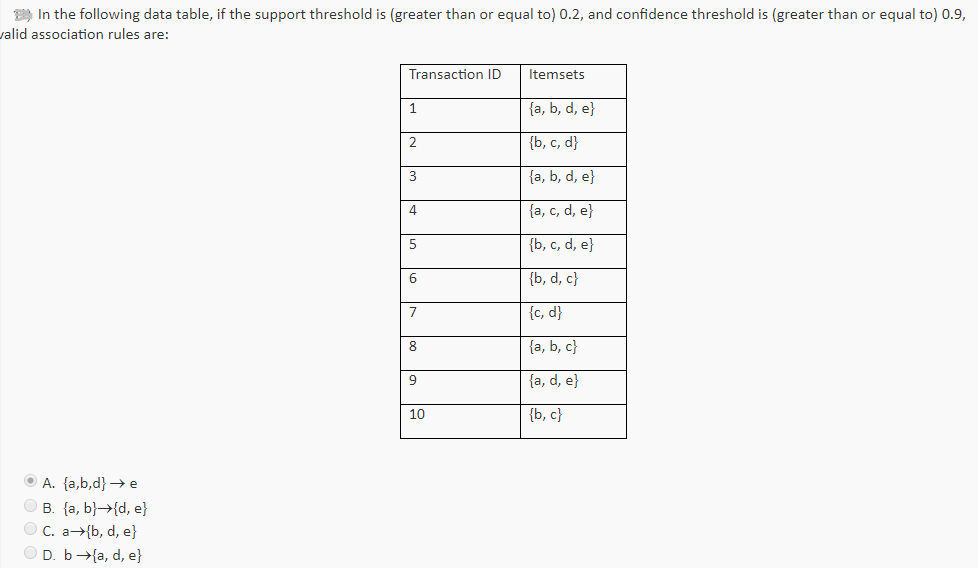 In the following data table, if the support threshold is (greater than or equal to) 0.2, and confidence threshold is (greater than or equal to) 0.9,
valid association rules are:
Transaction ID Itemsets
1 {a, b, d, e}
2 {b, c, d}
3 {a, b, d, e}
4 {a, c, d, e}
5 {b, c, d, e}
6 {b, d, c}
7 {c, d}
8 {a, b, c}
9 {a, d, e}
10 {b, c}
A. {a,b,d} → e
B. {a, b}→{d, e}
C. a→{b, d, e}
D. b →{a, d, e}